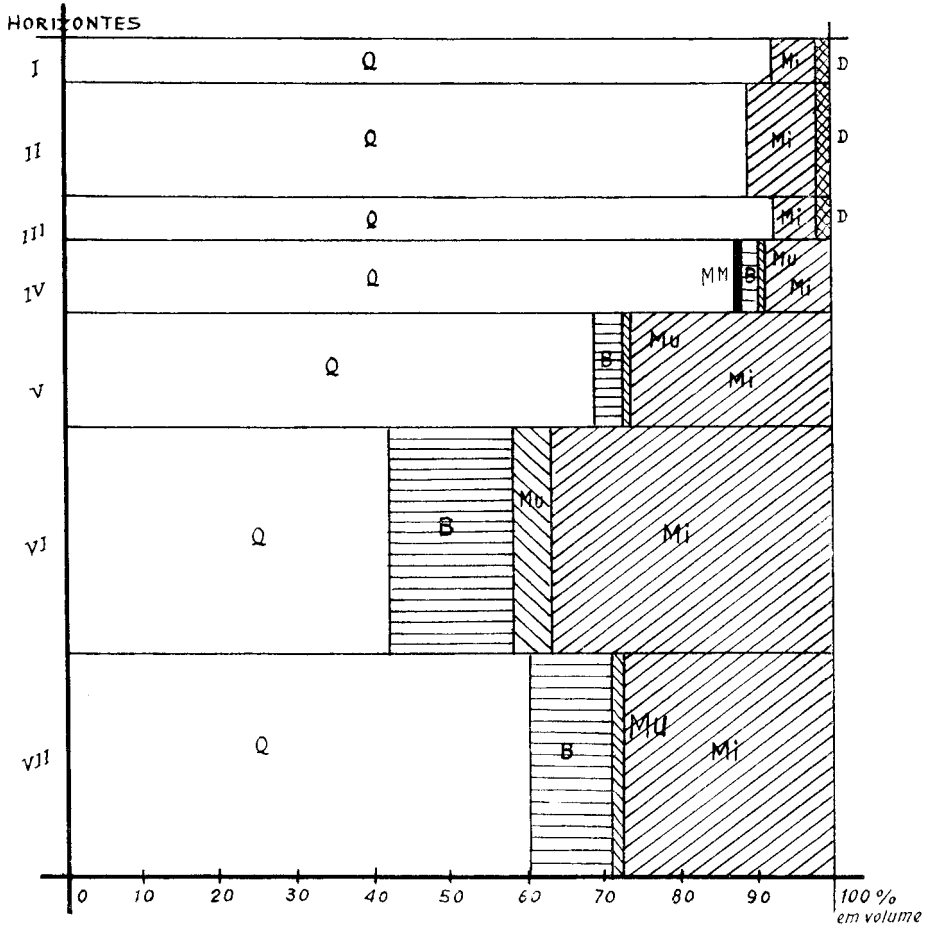 HORIZONTES
I Q Mi D
II Q Mi D
III Q Mi D
IV Q MM B Mu Mi
V Q B Mu Mi
VI Q B Mu Mi
VII Q B Mu Mi
0 10 20 30 40 50 60 70 80 90 100 %
em volume